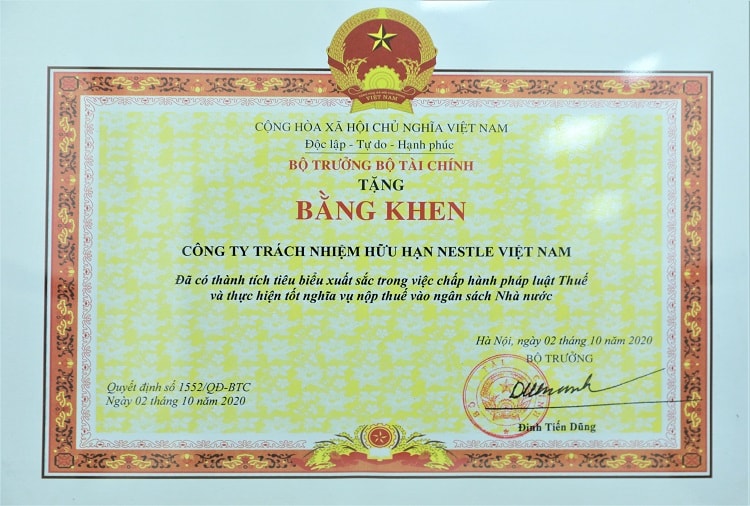 VIỆT NAM
CỘNG HÒA XÃ HỘI CHỦ NGHĨA VIỆT NAM
Độc lập - Tự do - Hạnh phúc
BỘ TRƯỞNG BỘ TÀI CHÍNH
TẶNG
BẰNG KHEN
CÔNG TY TRÁCH NHIỆM HỮU HẠN NESTLE VIỆT NAM
Đã có thành tích tiêu biểu xuất sắc trong việc chấp hành pháp luật Thuế
và thực hiện tốt nghĩa vụ nộp thuế vào ngân sách Nhà nước
Hà Nội, ngày 02 tháng 10 năm 2020
BỘ TRƯỞNG
Quyết định số 1552/QĐ-BTC
Ngày 02 tháng 10 năm 2020
Đinh Tiến Dũng